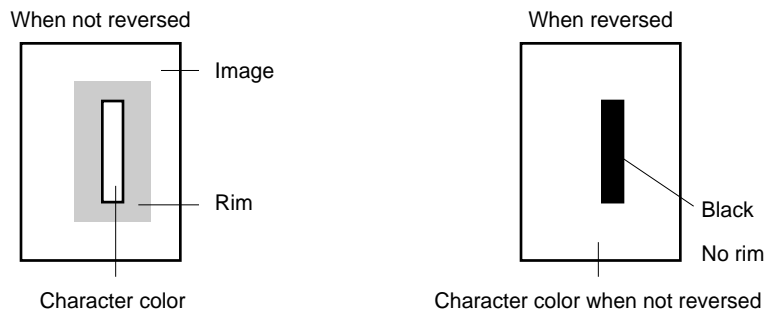 When not reversed
When reversed
Image
Rim
Black
No rim
Character color
Character color when not reversed